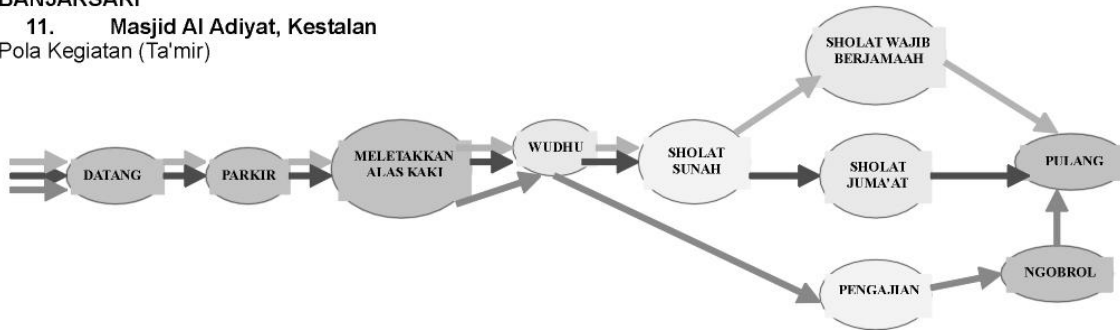 BANJARSARI
11. Masjid Al Adiyat, Kestalan
Pola Kegiatan (Ta'mir)
SHOLAT WAJIB
BERJAMAAH
DATANG
PARKIR
MELETAKKAN
ALAS KAKI
WUDHU
SHOLAT
SUNAH
SHOLAT
JUMA'AT
PULANG
PENGAJIAN
NGOBROL